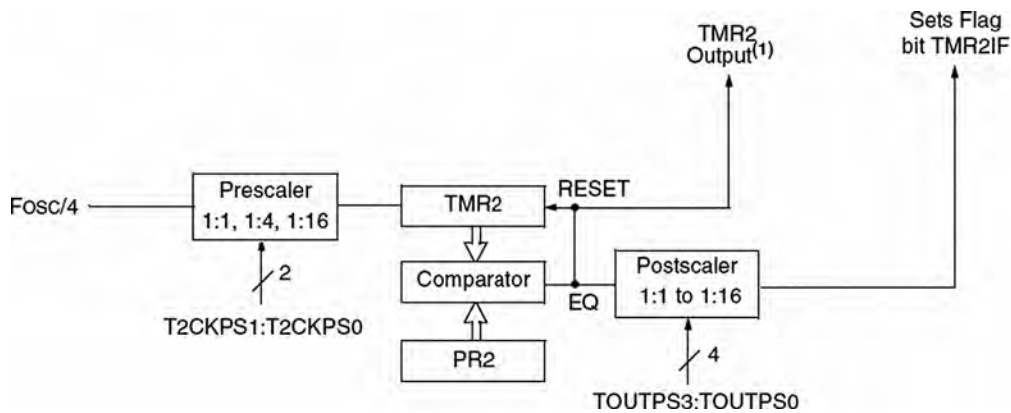 TMR2
Output(1)
Sets Flag
bit TMR2IF
FOSC/4
Prescaler
1:1, 1:4, 1:16
2
T2CKPS1:T2CKPS0
TMR2
RESET
Comparator
EQ
PR2
Postscaler
1:1 to 1:16
4
TOUTPS3:TOUTPS0